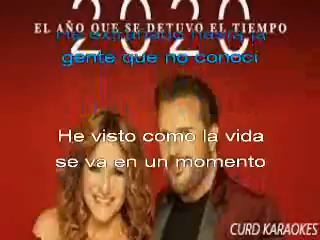 2020
EL AÑO QUE SE DETUVO EL TIEMPO
He extrañado hasta la
gente que no conocí
He visto como la vida
se va en un momento
CURD KARAOKES